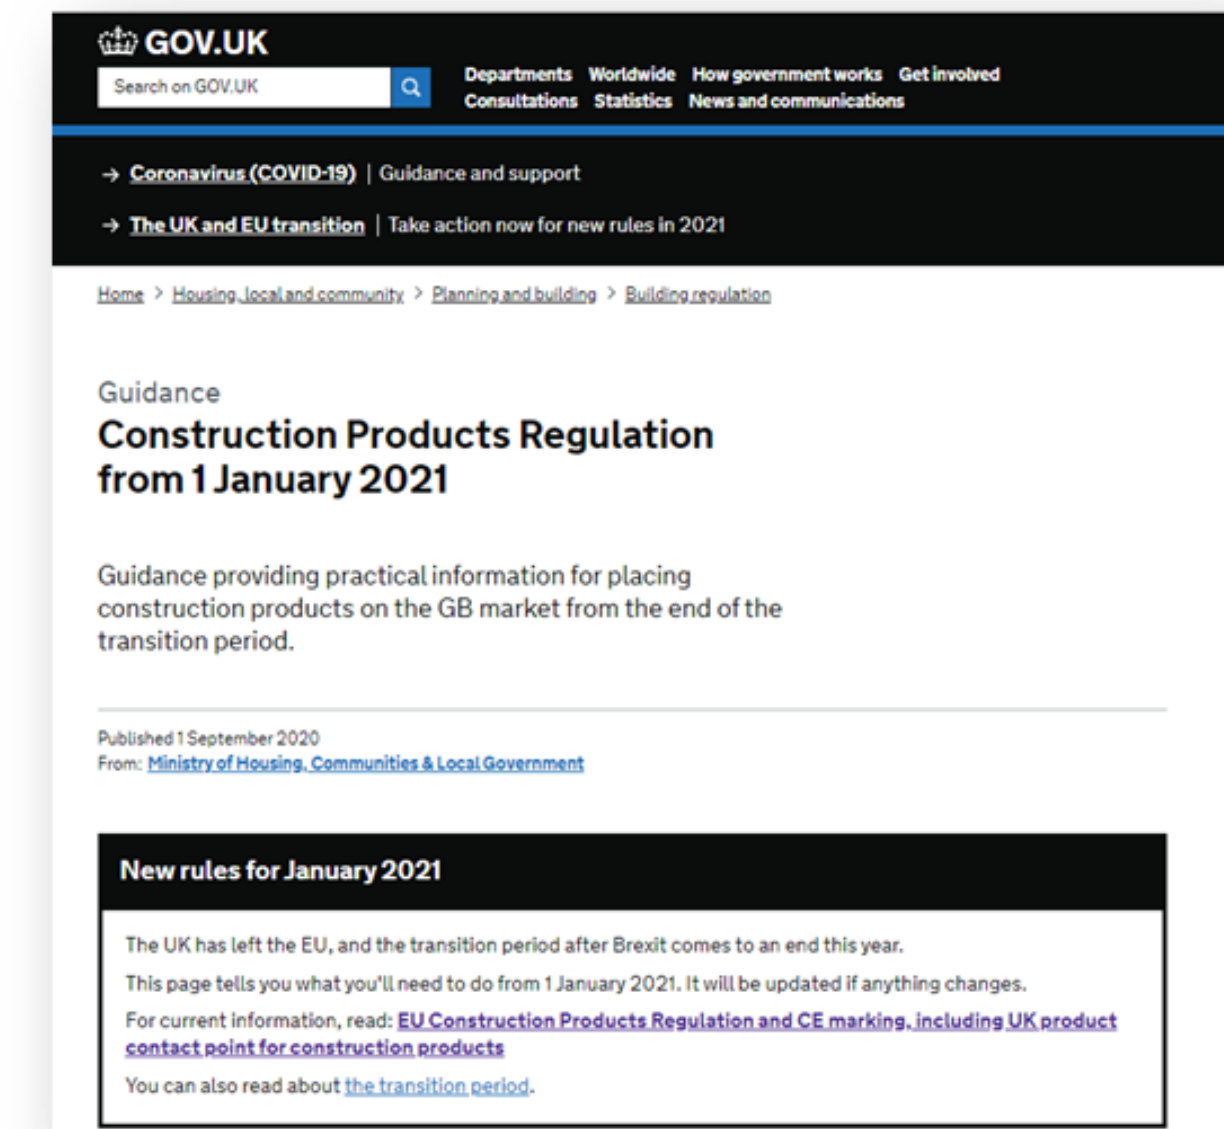 GOV.UK
Search on GOV.UK
Departments Worldwide How government works Get involved
Consultations Statistics News and communications
→ Coronavirus (COVID-19) | Guidance and support
→ The UK and EU transition | Take action now for new rules in 2021
Home > Housing, local and community > Planning and building > Building regulation
Guidance
Construction Products Regulation
from 1 January 2021
Guidance providing practical information for placing
construction products on the GB market from the end of the
transition period.
Published 1 September 2020
From: Ministry of Housing, Communities & Local Government
New rules for January 2021
The UK has left the EU, and the transition period after Brexit comes to an end this year.
This page tells you what you'll need to do from 1 January 2021. It will be updated if anything changes.
For current information, read: EU Construction Products Regulation and CE marking, including UK product
contact point for construction products
You can also read about the transition period.